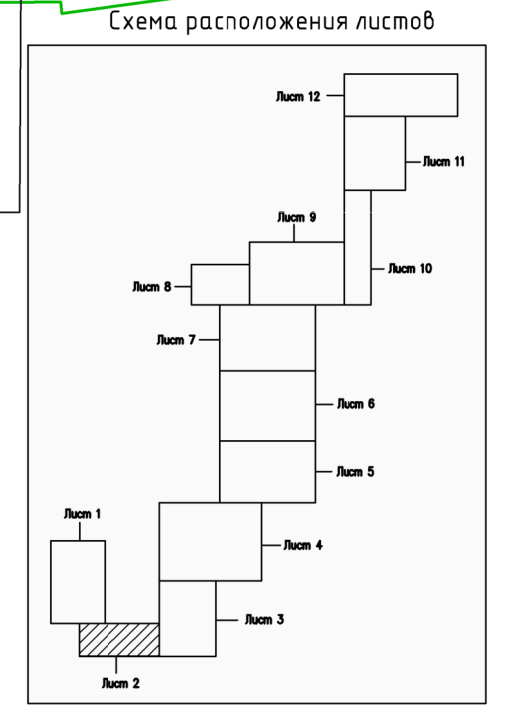 Схема расположения листов
Лист 12
Лист 11
Лист 9
Лист 10
Лист 8
Лист 7
Лист 6
Лист 5
Лист 1
Лист 4
Лист 3
Лист 2